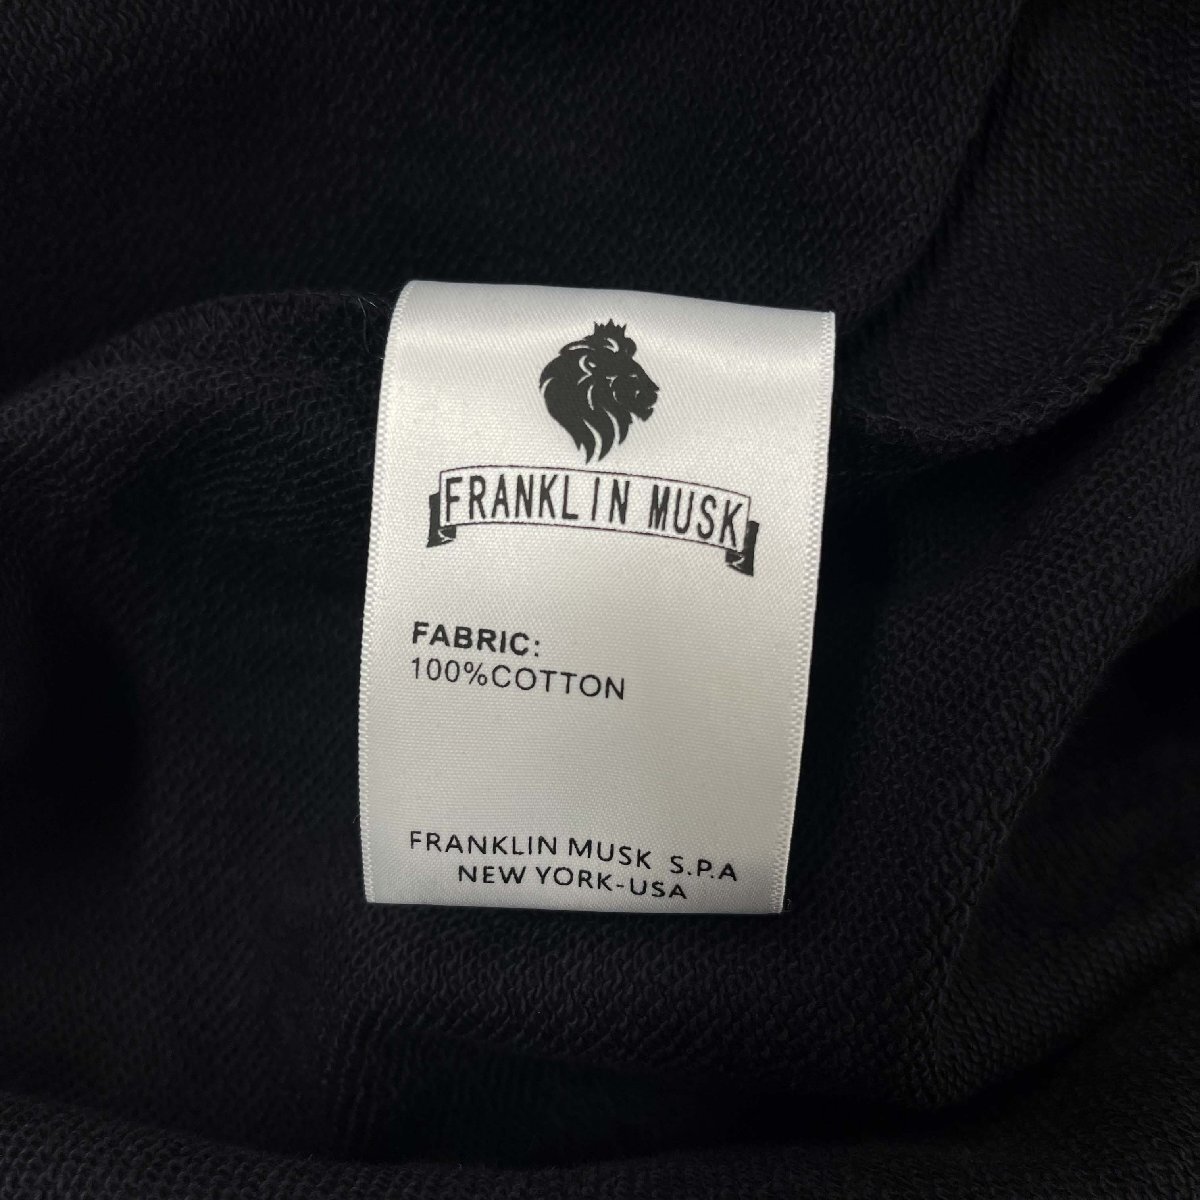 FRANKLIN MUSK
FABRIC:
100%COTTON
FRANKLIN MUSK S.P.A
NEW YORK-USA